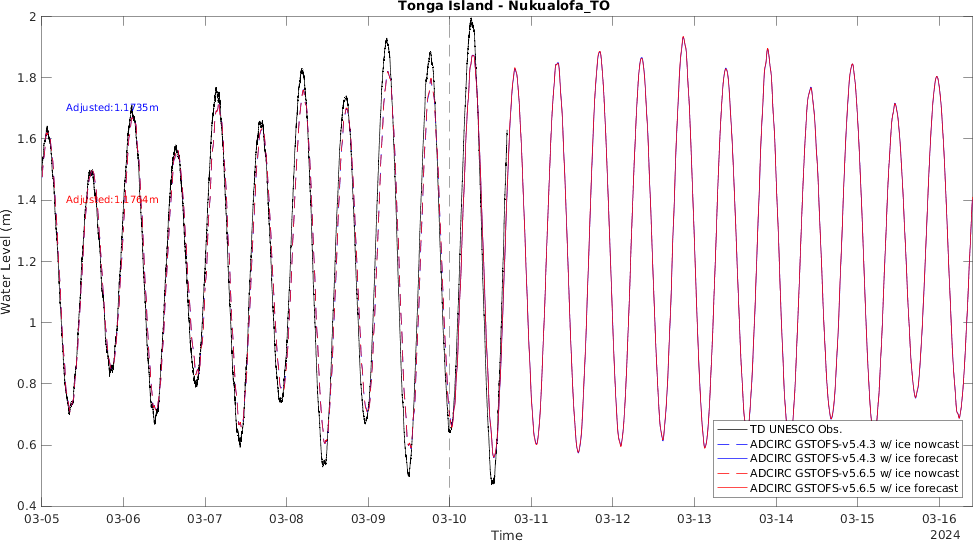 Tonga Island - Nukualofa_TO
2
1.8
1.6
1.4
1.2
1
0.8
0.6
0.4
Water Level (m)
Adjusted:1.1735m
Adjusted:1.1764m
TD UNESCO Obs.
ADCIRC GSTOFS-v5.4.3 w/ ice nowcast
ADCIRC GSTOFS-v5.4.3 w/ ice forecast
ADCIRC GSTOFS-v5.6.5 w/ ice nowcast
ADCIRC GSTOFS-v5.6.5 w/ ice forecast
03-05 03-06 03-07 03-08 03-09 03-10 03-11 03-12 03-13 03-14 03-15 03-16
Time
2024